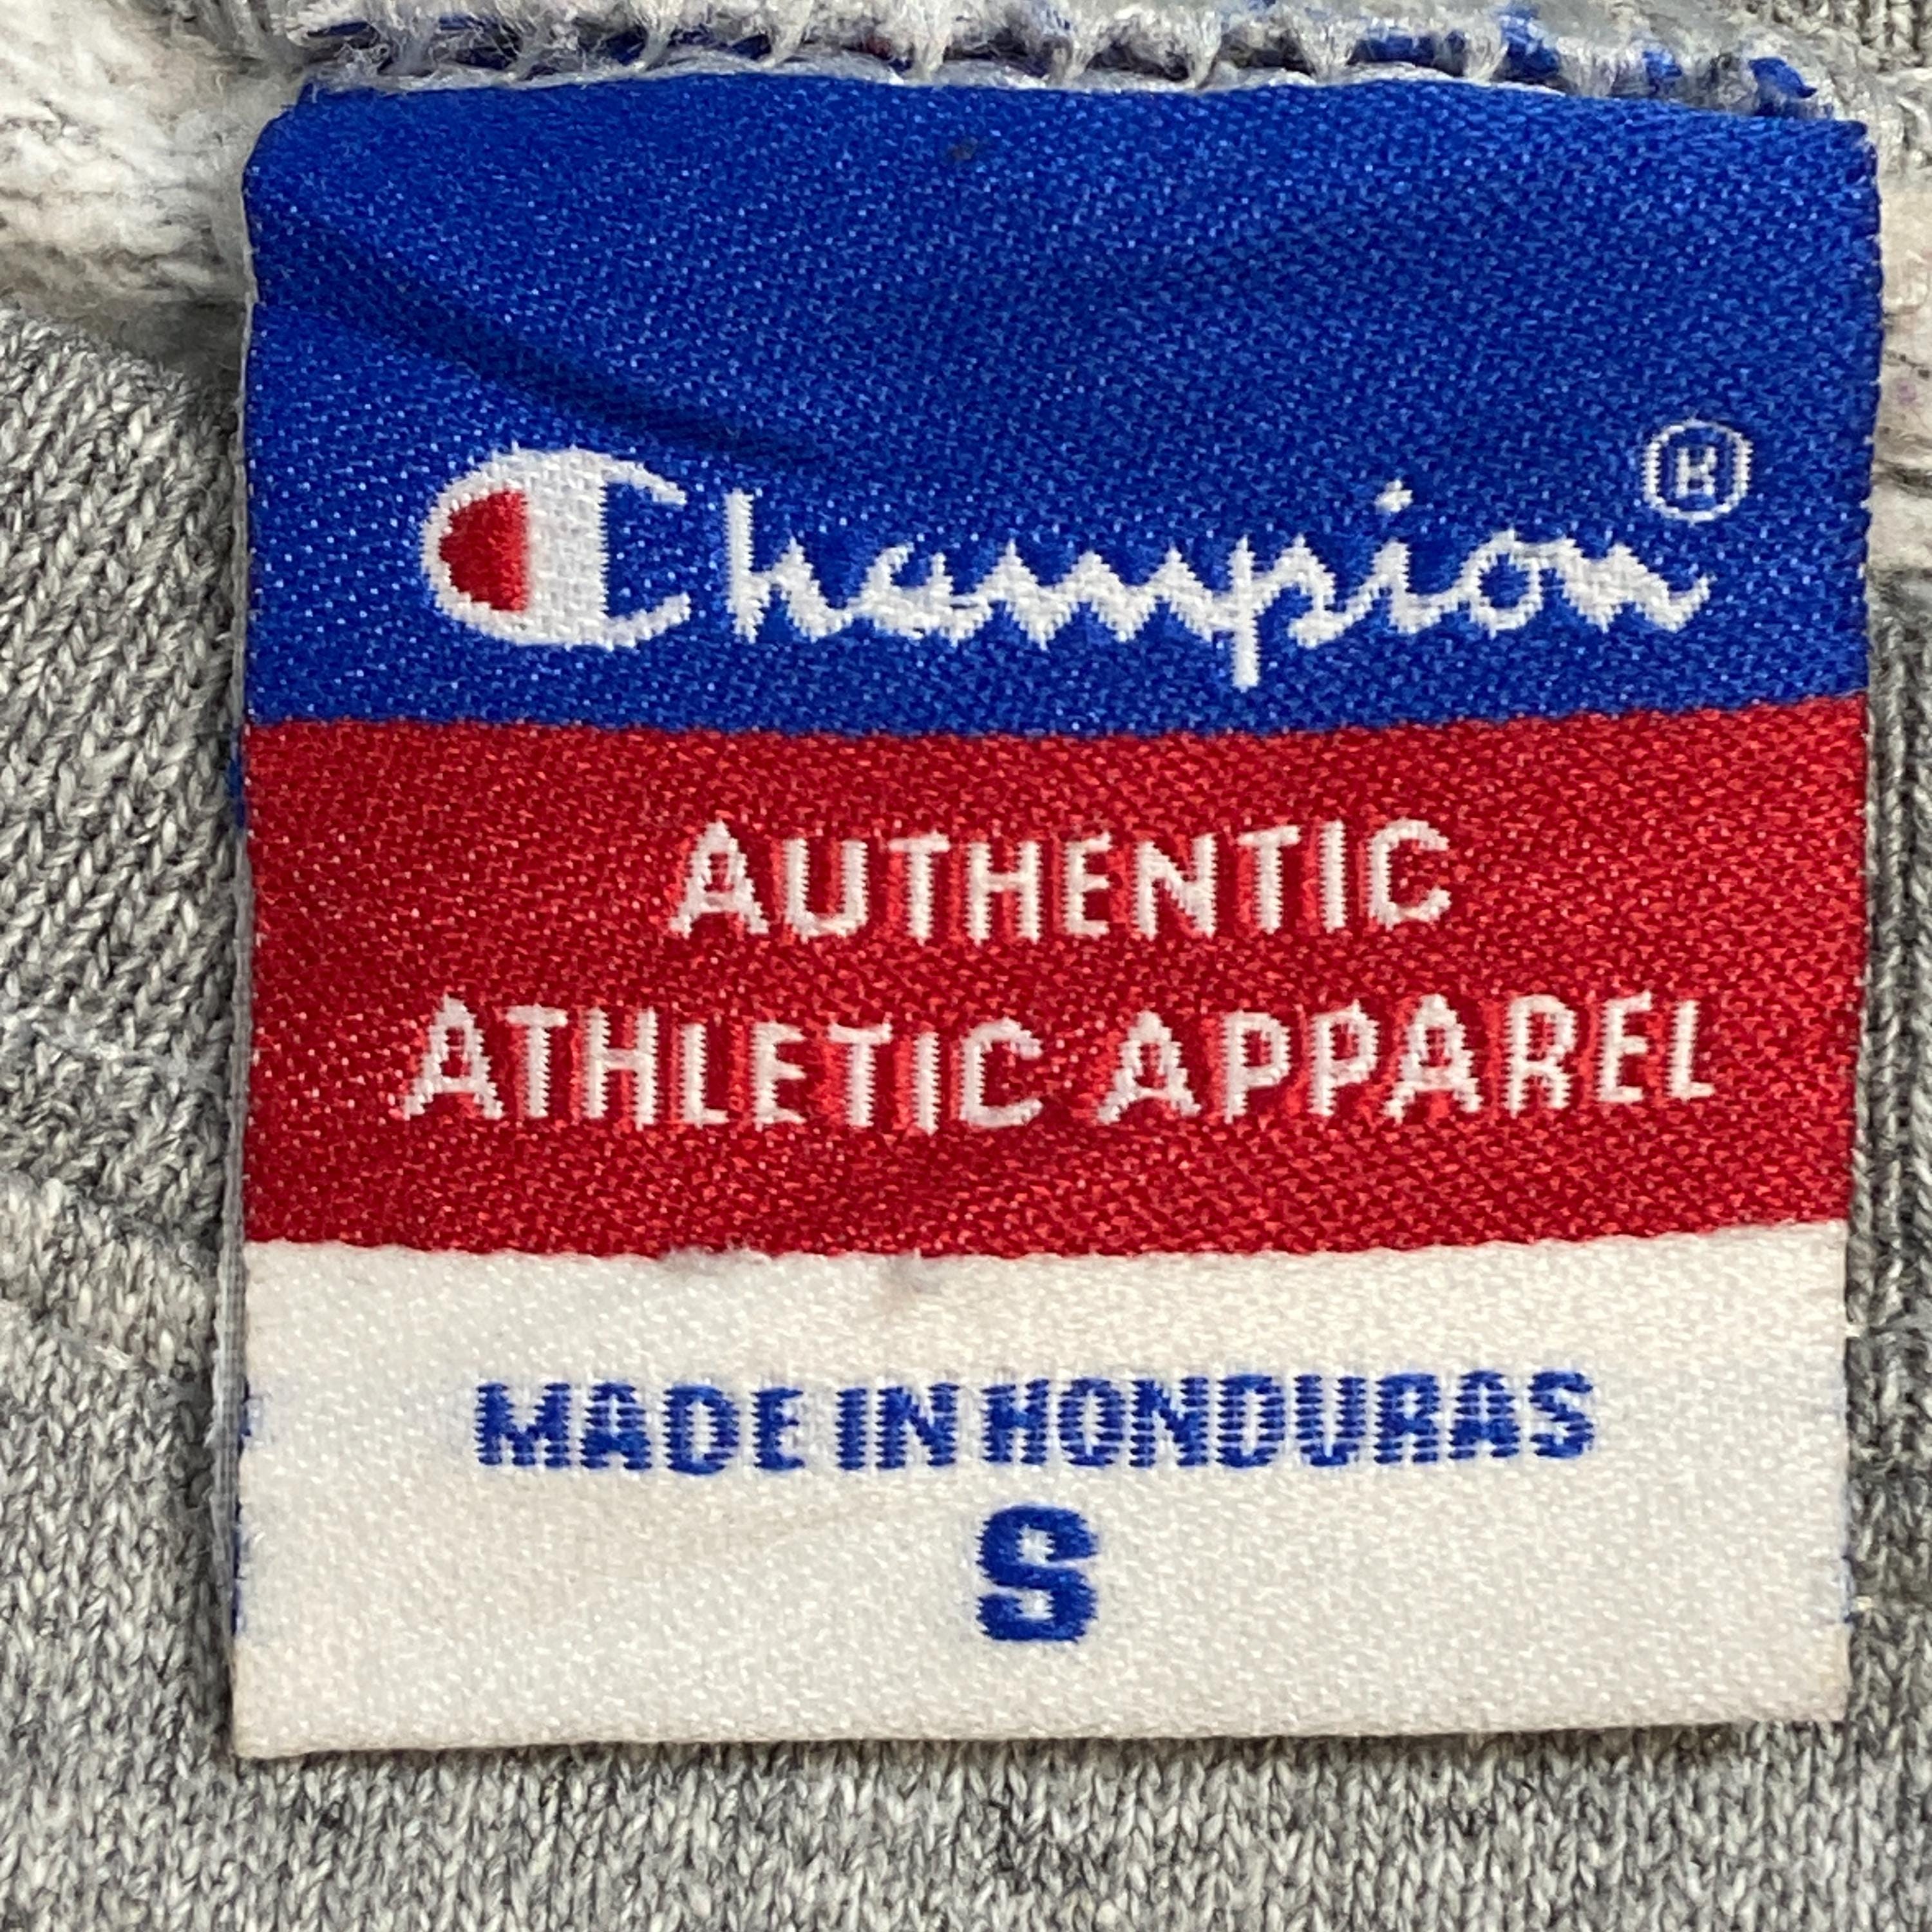 Champion®
AUTHENTIC
ATHLETIC APPAREL
MADE IN HONDURAS
S